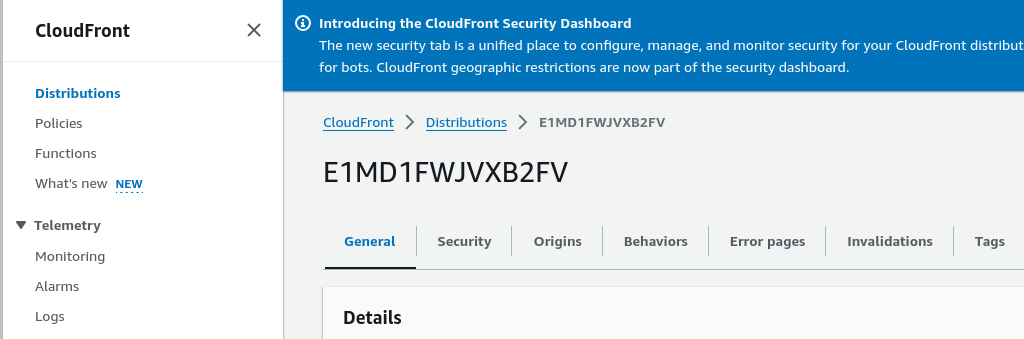 CloudFront
Distributions
Policies
Functions
What's new NEW
Telemetry
Monitoring
Alarms
Logs
Introducing the CloudFront Security Dashboard
The new security tab is a unified place to configure, manage, and monitor security for your CloudFront distribut
for bots. CloudFront geographic restrictions are now part of the security dashboard.
CloudFront > Distributions > E1MD1FWJVXB2FV
E1MD1FWJVXB2FV
General Security Origins Behaviors Error pages Invalidations Tags
Details